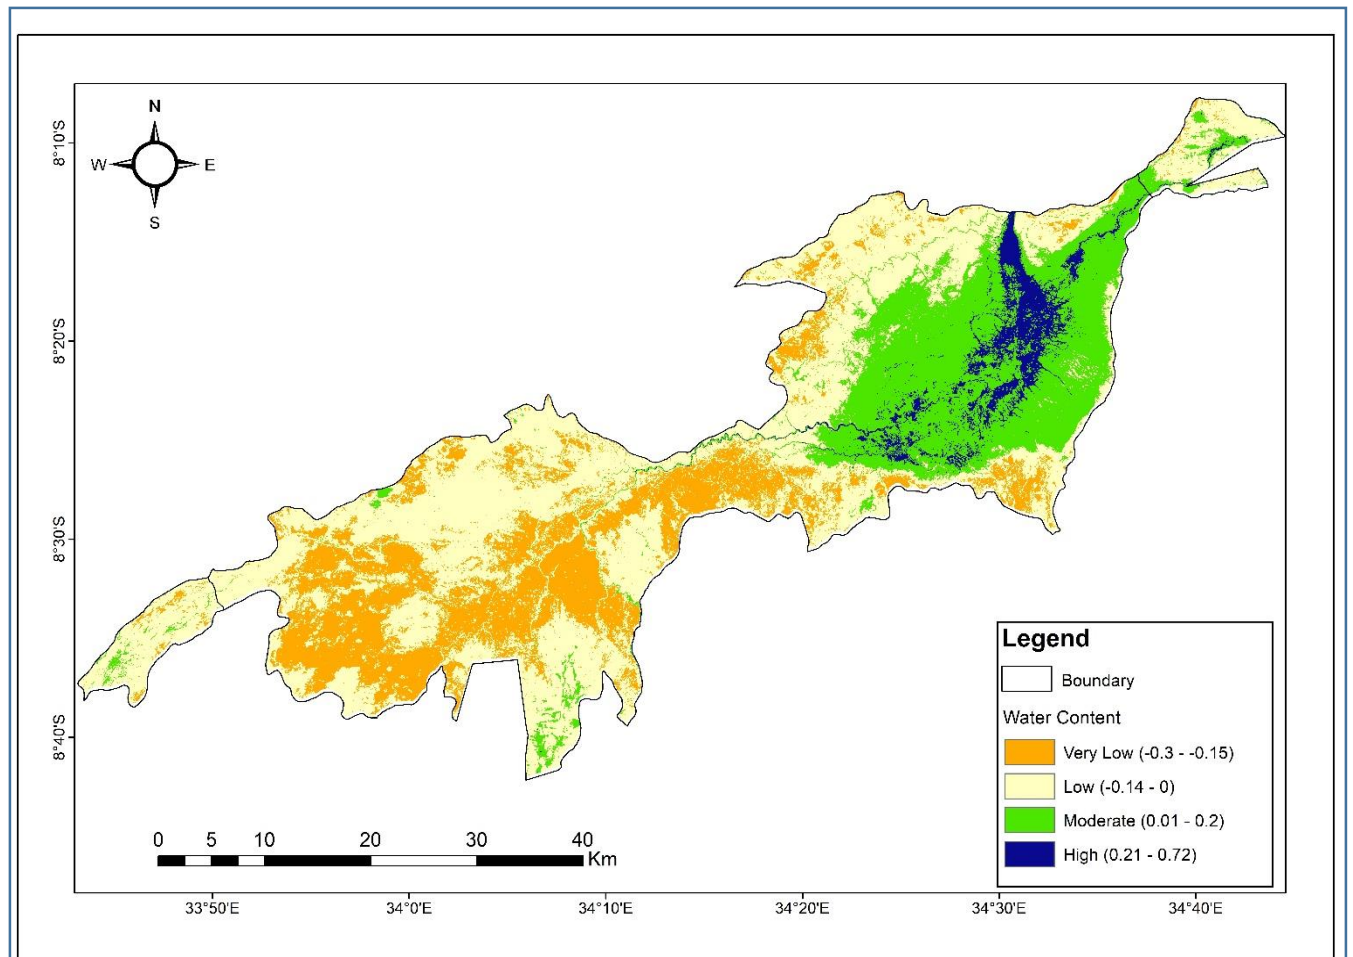 N
W E
S
8°10'S
8°20'S
8°30'S
8°40'S
Legend
Boundary
Water Content
Very Low (-0.3 - -0.15)
Low (-0.14 - 0)
Moderate (0.01 - 0.2)
High (0.21 - 0.72)
0 5 10 20 30 40
Km
33°50'E 34°0'E 34°10'E 34°20'E 34°30'E 34°40'E